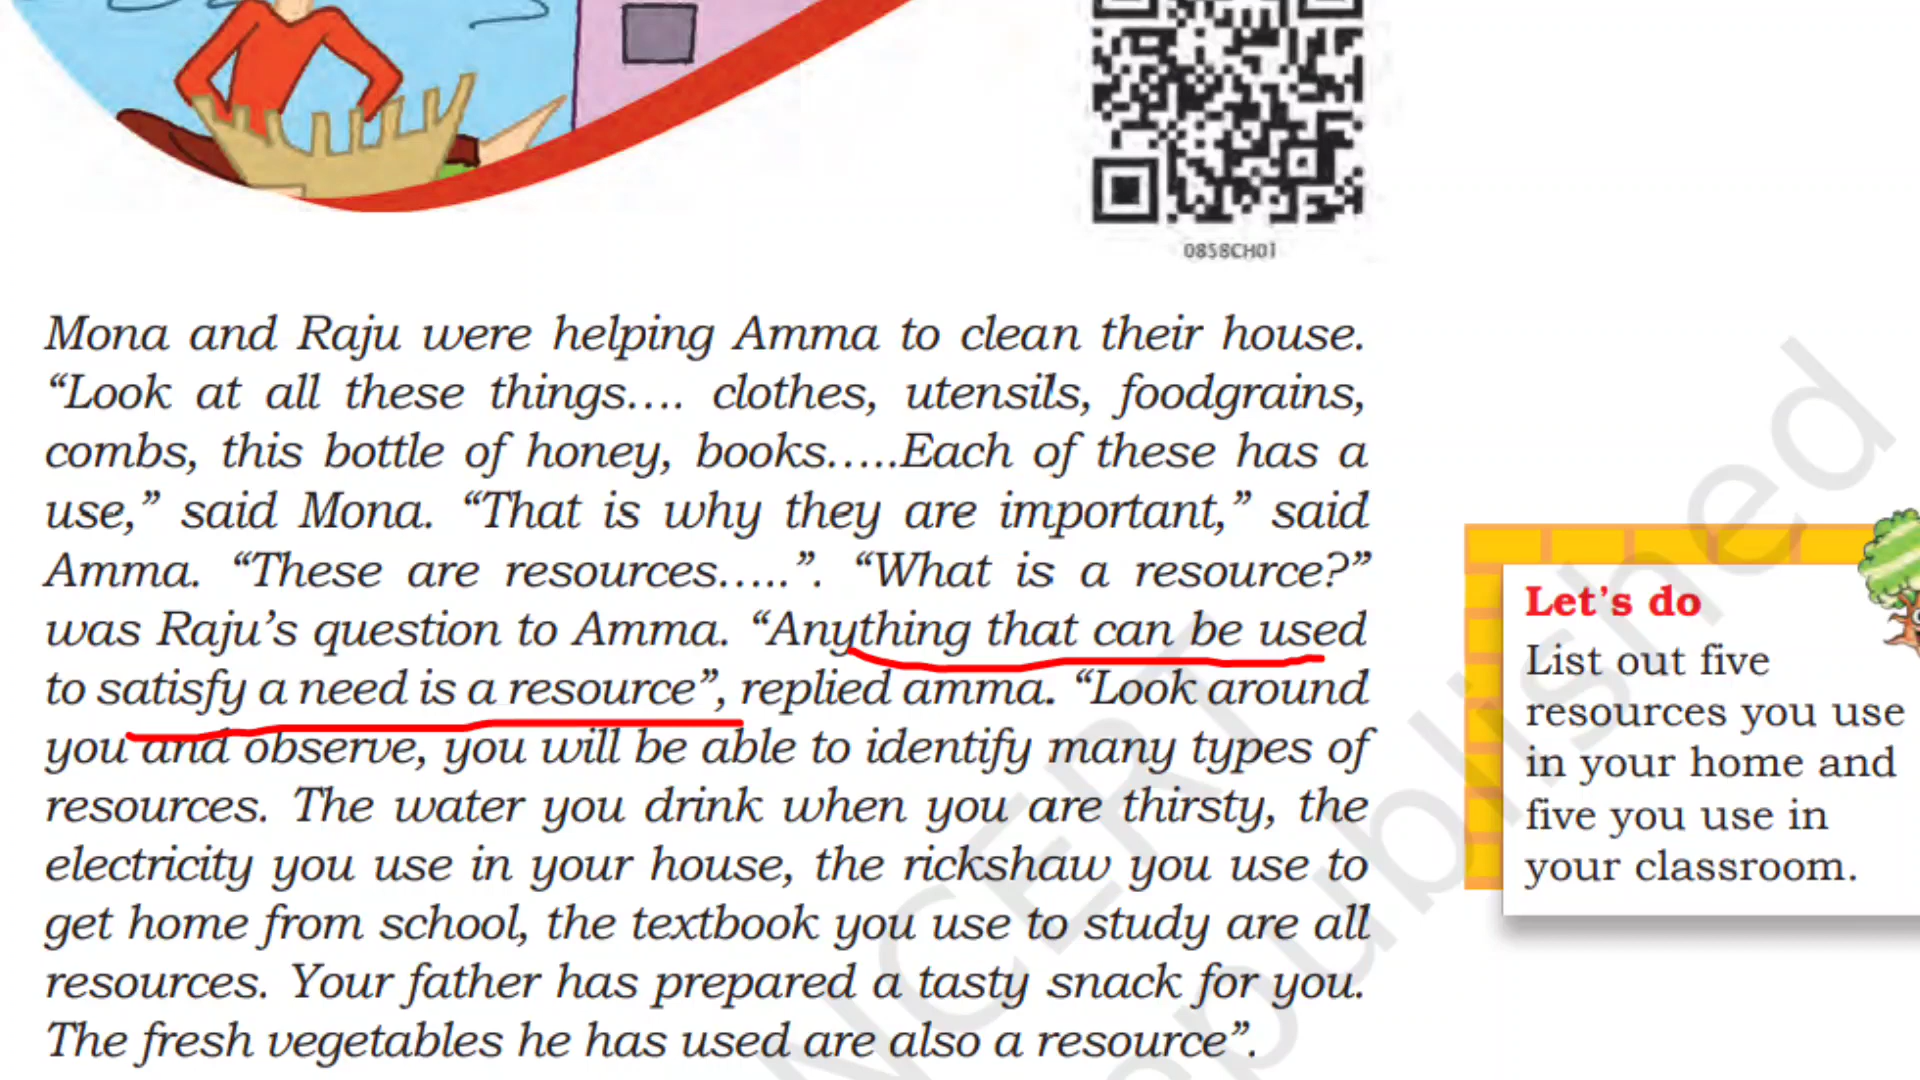 0858CH01
Mona and Raju were helping Amma to clean their house.
“Look at all these things.... clothes, utensils, foodgrains,
combs, this bottle of honey, books.....Each of these has a
use,” said Mona. “That is why they are important,” said
Amma. “These are resources.....”. “What is a resource?”
was Raju’s question to Amma. “Anything that can be used
to satisfy a need is a resource”, replied amma. “Look around
you and observe, you will be able to identify many types of
resources. The water you drink when you are thirsty, the
electricity you use in your house, the rickshaw you use to
get home from school, the textbook you use to study are all
resources. Your father has prepared a tasty snack for you.
The fresh vegetables he has used are also a resource”.
Let’s do
List out five
resources you use
in your home and
five you use in
your classroom.
NCERT
published